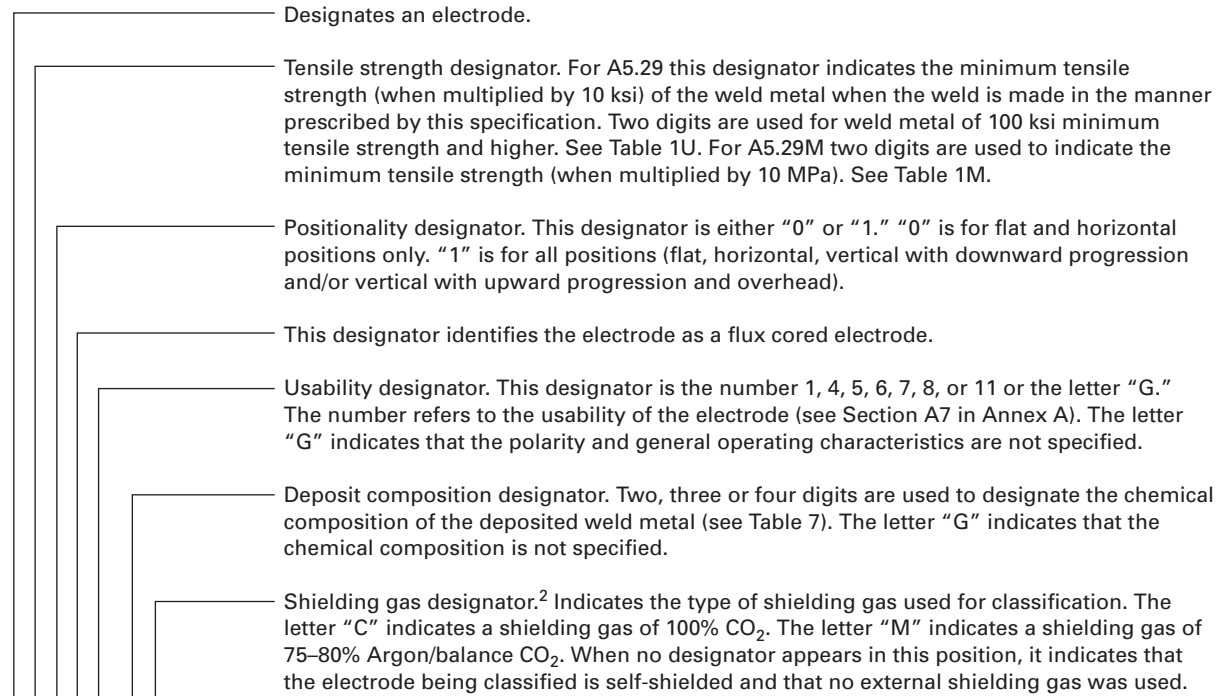 Designates an electrode.
Tensile strength designator. For A5.29 this designator indicates the minimum tensile
strength (when multiplied by 10 ksi) of the weld metal when the weld is made in the manner
prescribed by this specification. Two digits are used for weld metal of 100 ksi minimum
tensile strength and higher. See Table 1U. For A5.29M two digits are used to indicate the
minimum tensile strength (when multiplied by 10 MPa). See Table 1M.
Positionality designator. This designator is either “0” or “1.” “0” is for flat and horizontal
positions only. “1” is for all positions (flat, horizontal, vertical with downward progression
and/or vertical with upward progression and overhead).
This designator identifies the electrode as a flux cored electrode.
Usability designator. This designator is the number 1, 4, 5, 6, 7, 8, or 11 or the letter “G.”
The number refers to the usability of the electrode (see Section A7 in Annex A). The letter
“G” indicates that the polarity and general operating characteristics are not specified.
Deposit composition designator. Two, three or four digits are used to designate the chemical
composition of the deposited weld metal (see Table 7). The letter “G” indicates that the
chemical composition is not specified.
Shielding gas designator.² Indicates the type of shielding gas used for classification. The
letter “C” indicates a shielding gas of 100% CO₂. The letter “M” indicates a shielding gas of
75–80% Argon/balance CO₂. When no designator appears in this position, it indicates that
the electrode being classified is self-shielded and that no external shielding gas was used.